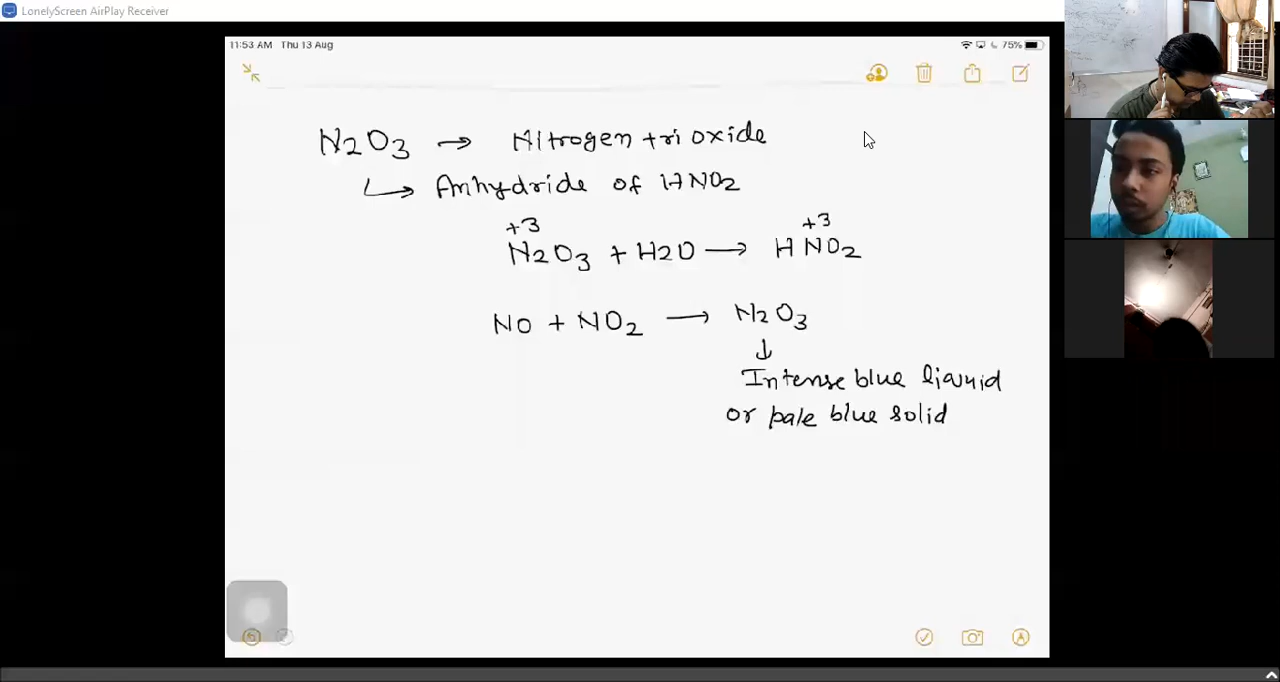 LonelyScreen AirPlay Receiver
11:53 AM Thu 13 Aug
75%
N2O3 → Nitrogen trioxide
↳ Anhydride of HNO2
+3 +3
N2O3 + H2O → HNO2
NO + NO2 → N2O3
↓
Intense blue liquid
or pale blue solid